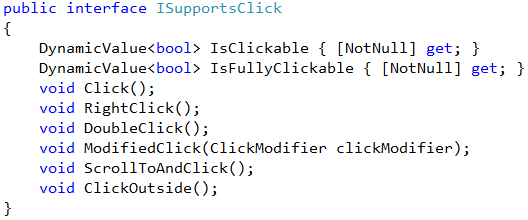 public interface ISupportsClick
{
    DynamicValue<bool> IsClickable { [NotNull] get; }
    DynamicValue<bool> IsFullyClickable { [NotNull] get; }
    void Click();
    void RightClick();
    void DoubleClick();
    void ModifiedClick(ClickModifier clickModifier);
    void ScrollToAndClick();
    void ClickOutside();
}